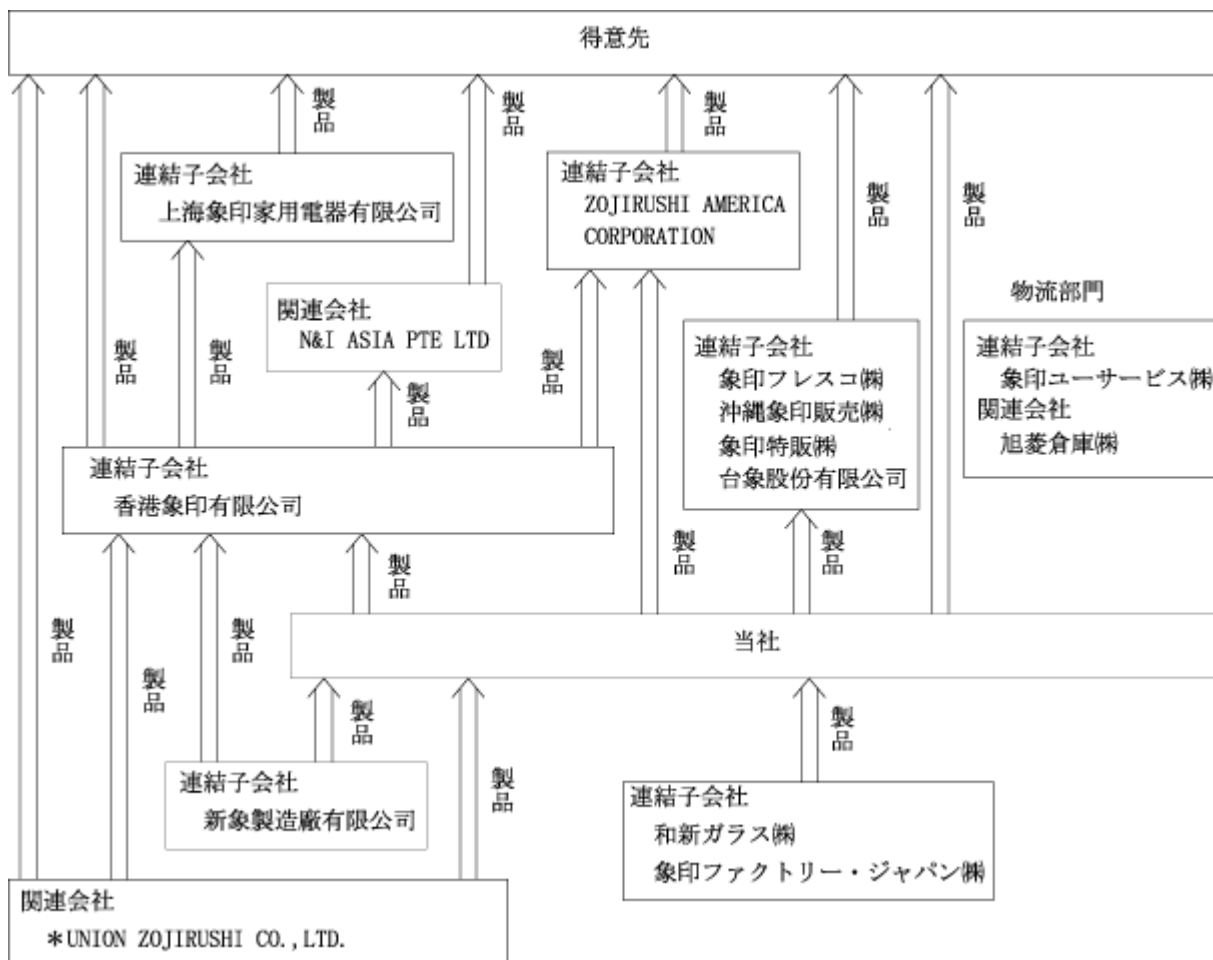 得意先
製品
製品
製品
製品
製品
連結子会社
上海象印家用電器有限公司
連結子会社
ZOJIRUSHI AMERICA
CORPORATION
関連会社
N&I ASIA PTE LTD
物流部門
連結子会社
象印ユーサービス㈱
関連会社
旭菱倉庫㈱
連結子会社
象印フレスコ㈱
沖縄象印販売㈱
象印特販㈱
台象股份有限公司
製品
製品
製品
製品
連結子会社
香港象印有限公司
製品
製品
製品
製品
製品
製品
当社
製品
製品
製品
連結子会社
新象製造廠有限公司
製品
連結子会社
和新ガラス㈱
象印ファクトリー・ジャパン㈱
関連会社
＊UNION ZOJIRUSHI CO.,LTD.